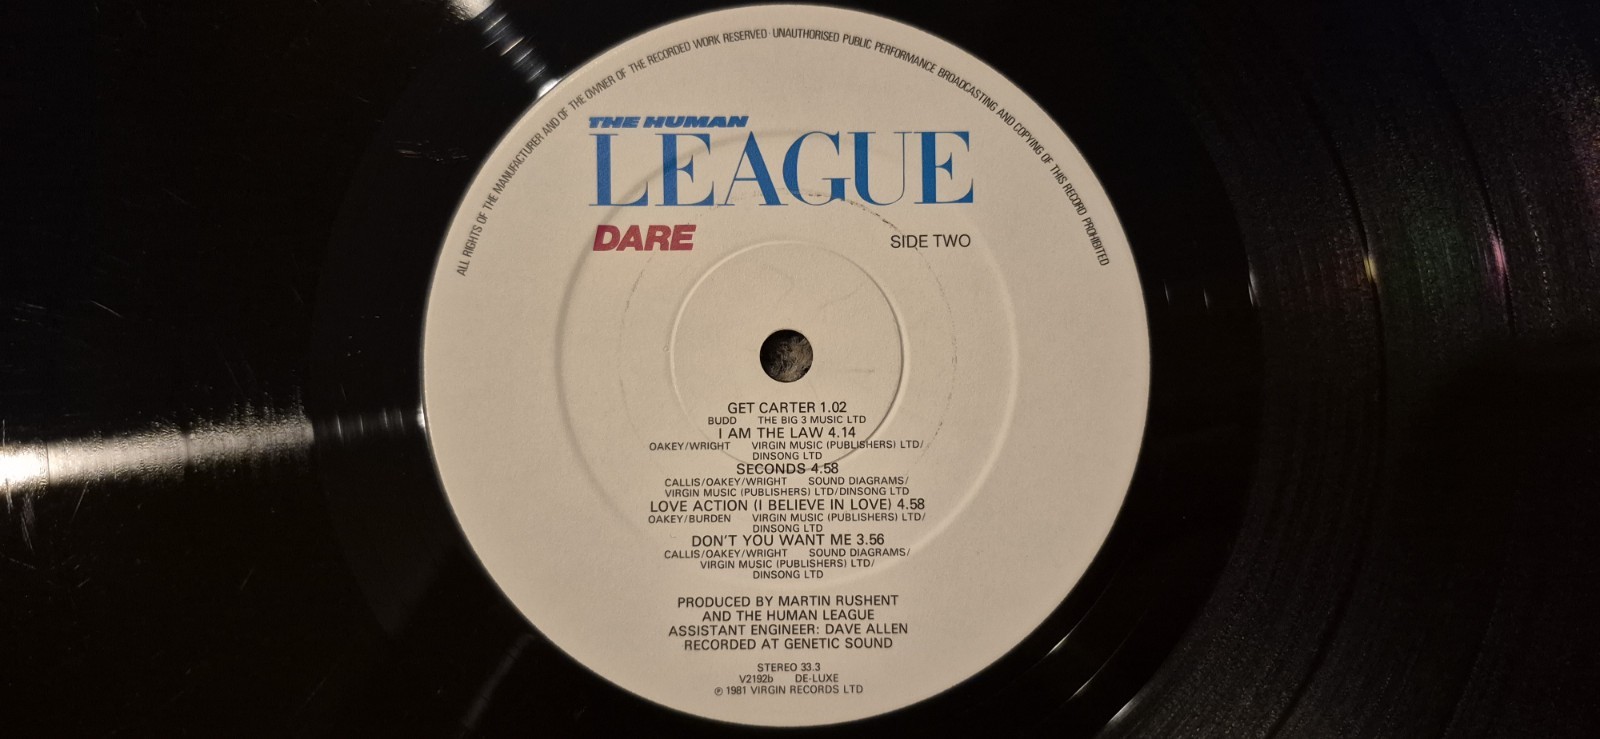 ALL RIGHTS OF THE MANUFACTURER AND OF THE OWNER OF THE RECORDED WORK RESERVED · UNAUTHORISED PUBLIC PERFORMANCE BROADCASTING AND COPYING OF THIS RECORD PROHIBITED
THE HUMAN
LEAGUE
DARE SIDE TWO
GET CARTER 1.02
BUDD THE BIG 3 MUSIC LTD
I AM THE LAW 4.14
OAKEY/WRIGHT VIRGIN MUSIC (PUBLISHERS) LTD/
DINSONG LTD
SECONDS 4.58
CALLIS/OAKEY/WRIGHT SOUND DIAGRAMS/
VIRGIN MUSIC (PUBLISHERS) LTD/DINSONG LTD
LOVE ACTION (I BELIEVE IN LOVE) 4.58
OAKEY/BURDEN VIRGIN MUSIC (PUBLISHERS) LTD/
DINSONG LTD
DON'T YOU WANT ME 3.56
CALLIS/OAKEY/WRIGHT SOUND DIAGRAMS/
VIRGIN MUSIC (PUBLISHERS) LTD/
DINSONG LTD
PRODUCED BY MARTIN RUSHENT
AND THE HUMAN LEAGUE
ASSISTANT ENGINEER: DAVE ALLEN
RECORDED AT GENETIC SOUND
STEREO 33.3
V2192b DE-LUXE
℗ 1981 VIRGIN RECORDS LTD